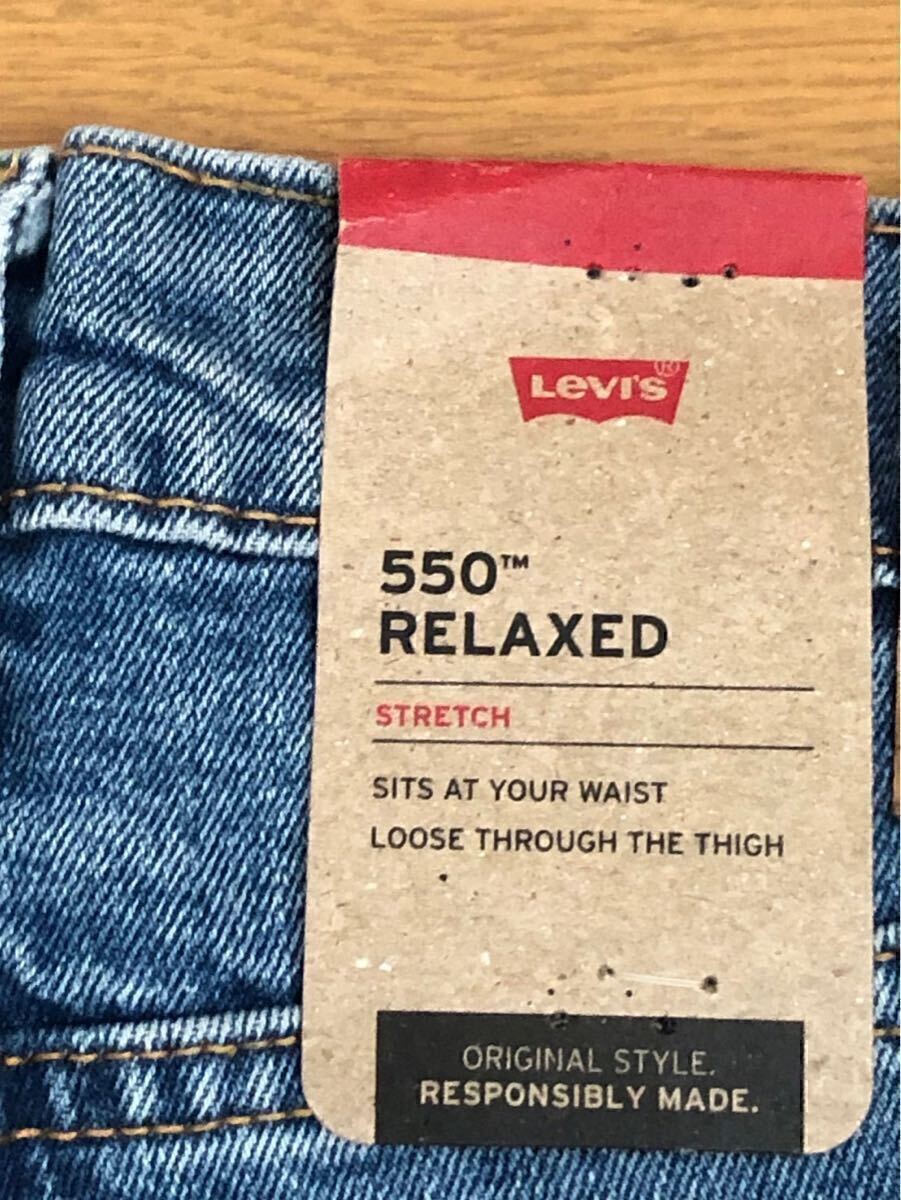 Levi's®
550™
RELAXED
STRETCH
SITS AT YOUR WAIST
LOOSE THROUGH THE THIGH
ORIGINAL STYLE.
RESPONSIBLY MADE.